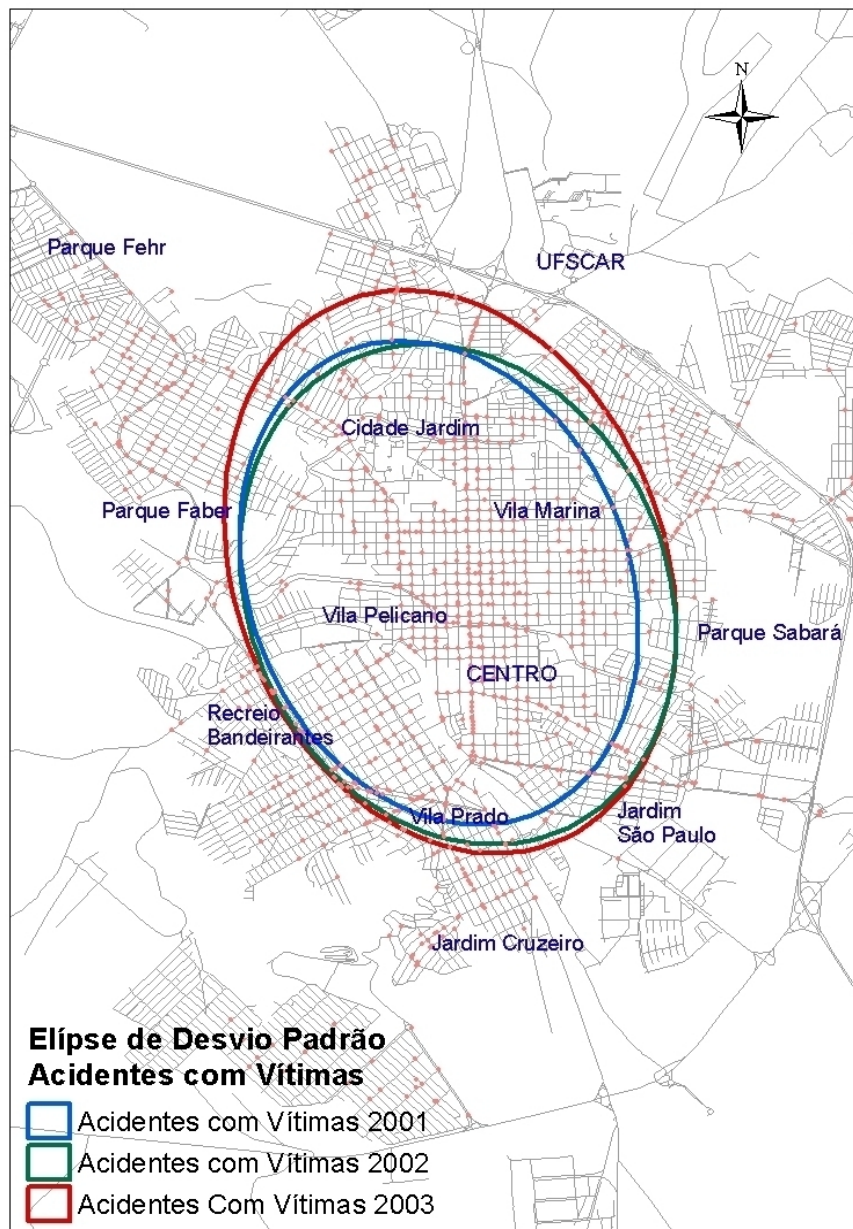 N
Parque Fehr
UFSCAR
Cidade Jardim
Parque Faber
Vila Marina
Vila Pelicano
Parque Sabará
CENTRO
Recreio
Bandeirantes
Vila Prado
Jardim
São Paulo
Jardim Cruzeiro
Elípse de Desvio Padrão
Acidentes com Vítimas
Acidentes com Vítimas 2001
Acidentes com Vítimas 2002
Acidentes Com Vítimas 2003